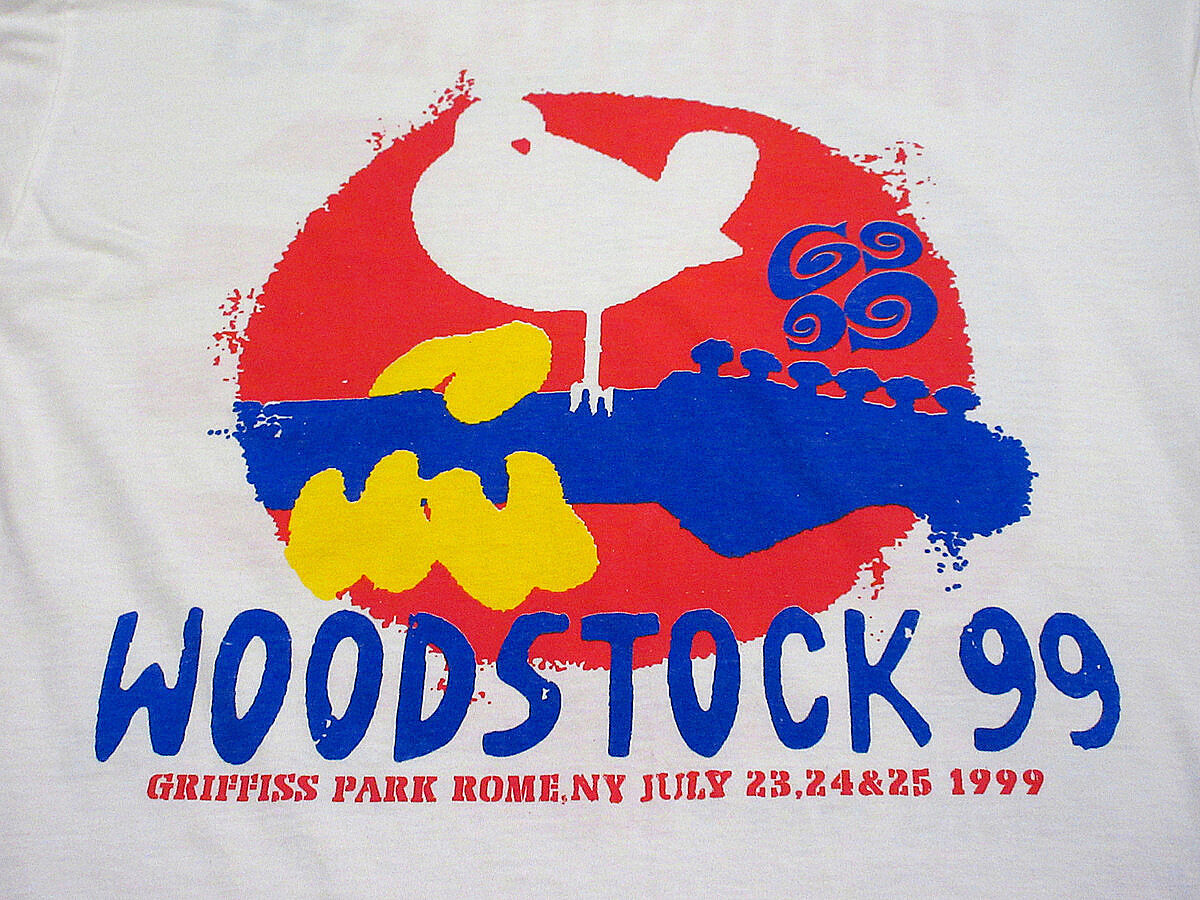 69
99
WOODSTOCK 99
GRIFFISS PARK ROME,NY JULY 23,24&25 1999